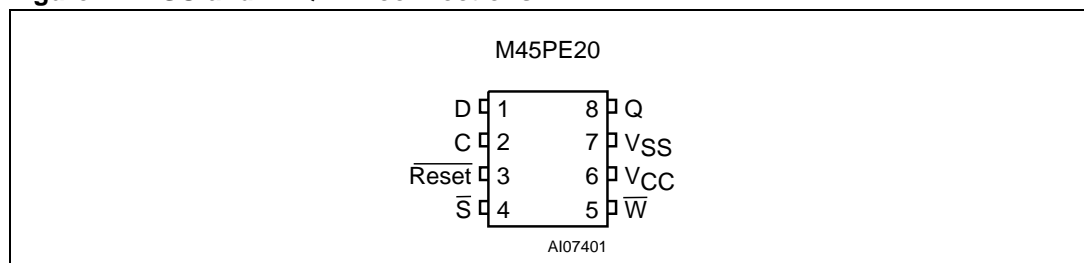 M45PE20
D 1 8 Q
C 2 7 VSS
Reset 3 6 VCC
S 4 5 W
AI07401